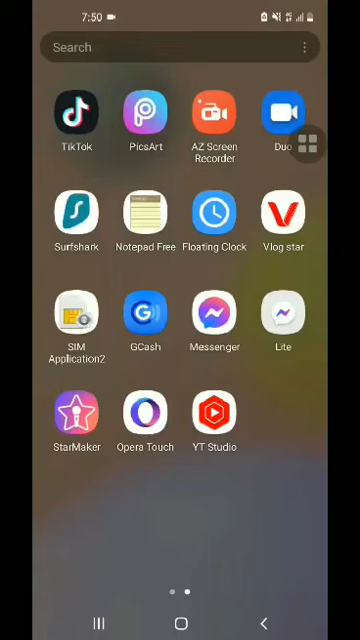 7:50
Search
TikTok
PicsArt
AZ Screen
Recorder
Duo
Surfshark
Notepad Free
Floating Clock
Vlog star
SIM
Application2
GCash
Messenger
Lite
StarMaker
Opera Touch
YT Studio